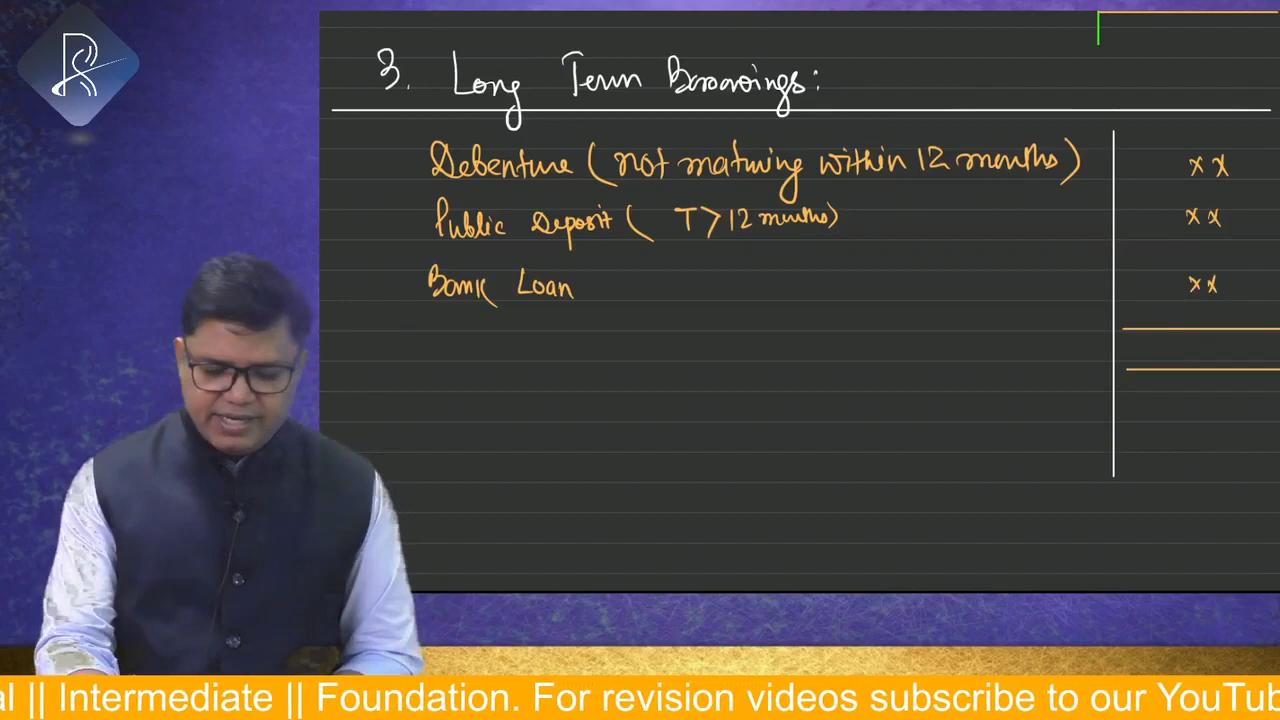 3. Long Term Borrowings:
Debenture (not maturing within 12 months) xx
Public Deposit (T > 12 months) xx
Bank Loan xx
al || Intermediate || Foundation. For revision videos subscribe to our YouTub